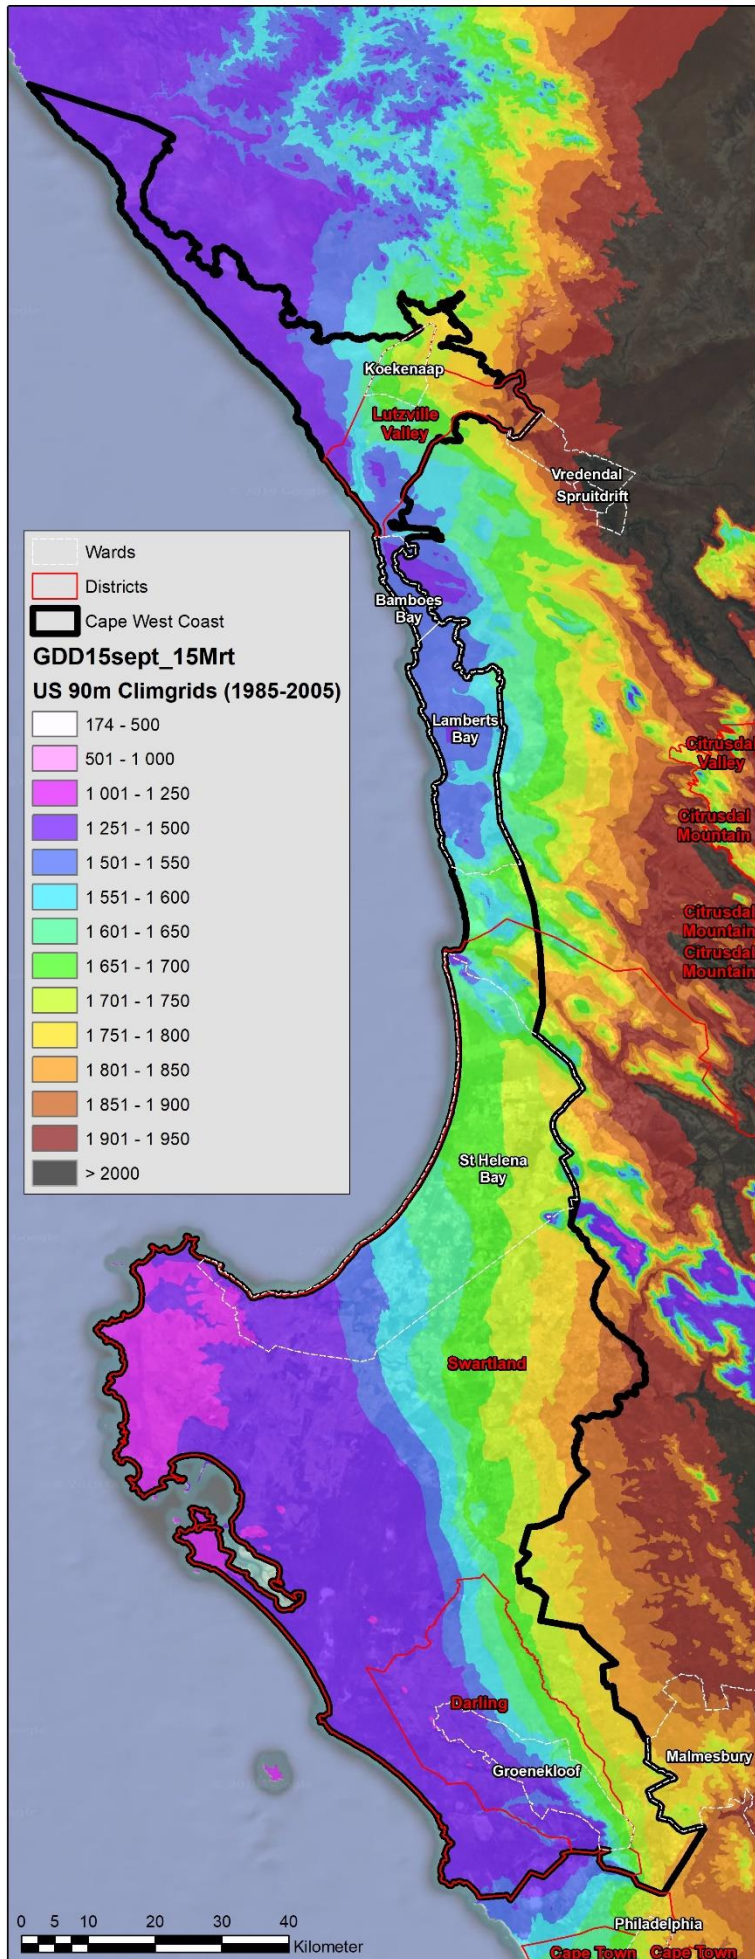 Koekenaap
Lutzville
Valley
Vredendal
Spruitdrift
Wards
Districts
Cape West Coast
GDD15sept_15Mrt
US 90m Climgrids (1985-2005)
174 - 500
501 - 1 000
1 001 - 1 250
1 251 - 1 500
1 501 - 1 550
1 551 - 1 600
1 601 - 1 650
1 651 - 1 700
1 701 - 1 750
1 751 - 1 800
1 801 - 1 850
1 851 - 1 900
1 901 - 1 950
> 2000
Bamboes
Bay
Lamberts
Bay
Citrusdal
Valley
Citrusdal
Mountain
Citrusdal
Mountain
Citrusdal
Mountain
St Helena
Bay
Swartland
Darling
Groenekloof
Malmesbury
Philadelphia
Cape Town Cape Town
0 5 10 20 30 40
Kilometer